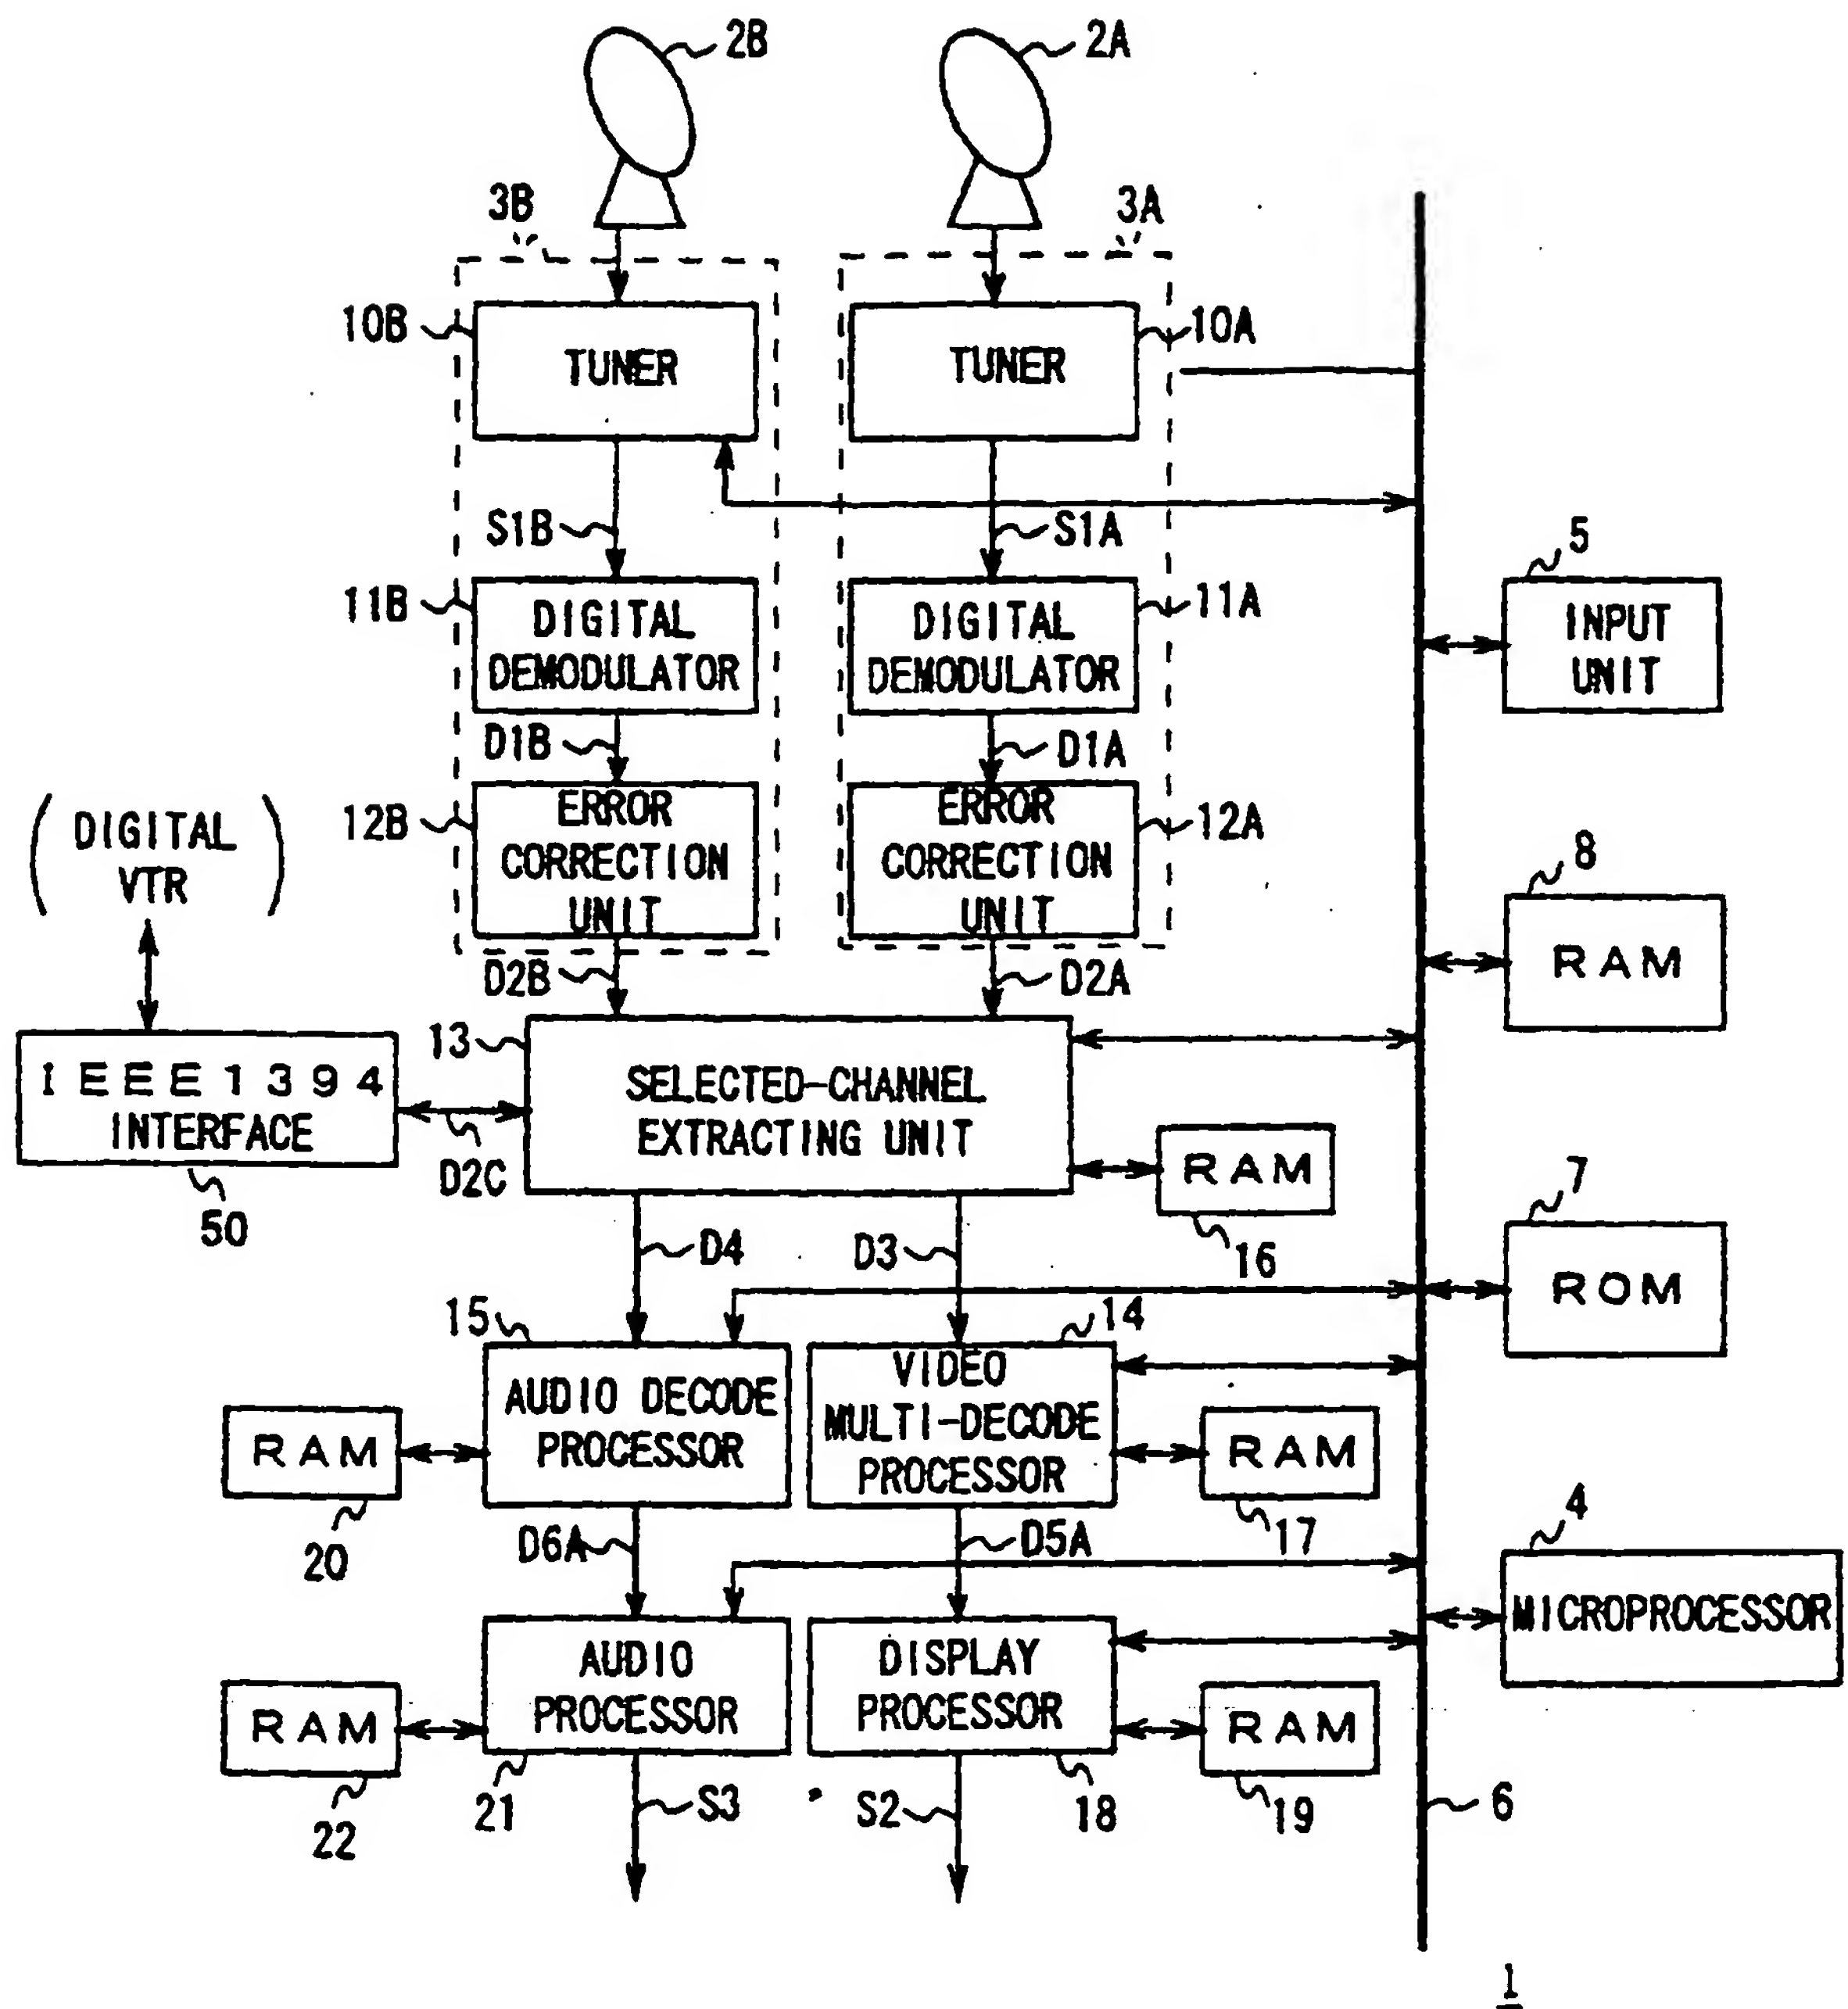 2B
2A
3B
3A
10B
TUNER
TUNER
10A
S1B
S1A
5
11B
DIGITAL
DEMODULATOR
DIGITAL
DEMODULATOR
11A
INPUT
UNIT
D1B
D1A
(DIGITAL
VTR)
12B
ERROR
CORRECTION
UNIT
ERROR
CORRECTION
UNIT
12A
8
RAM
D2B
D2A
13
IEEE1394
INTERFACE
SELECTED-CHANNEL
EXTRACTING UNIT
D2C
50
RAM
16
7
ROM
D4
D3
15
14
AUDIO DECODE
PROCESSOR
VIDEO
MULTI-DECODE
PROCESSOR
RAM
20
RAM
17
4
MICROPROCESSOR
D6A
D5A
AUDIO
PROCESSOR
DISPLAY
PROCESSOR
RAM
22
21
18
RAM
19
S3
S2
6
1